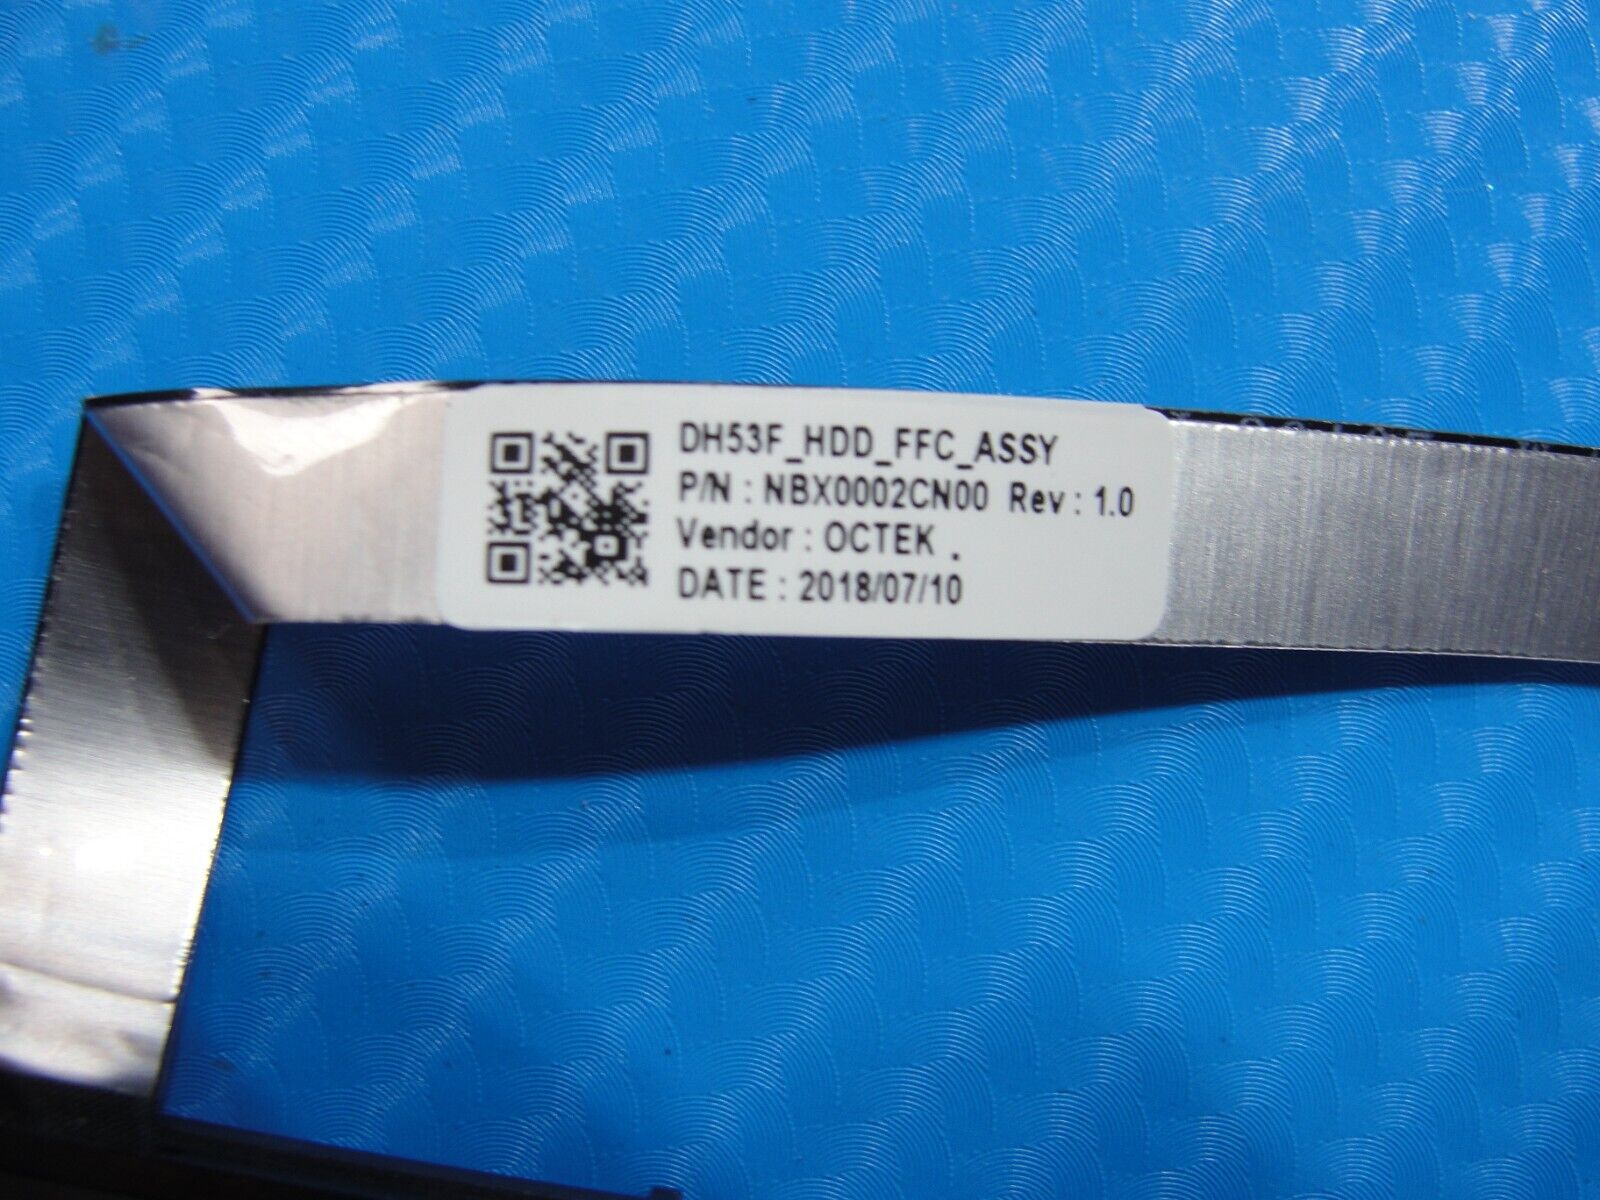 DH53F_HDD_FFC_ASSY
P/N : NBX0002CN00 Rev : 1.0
Vendor : OCTEK .
DATE : 2018/07/10